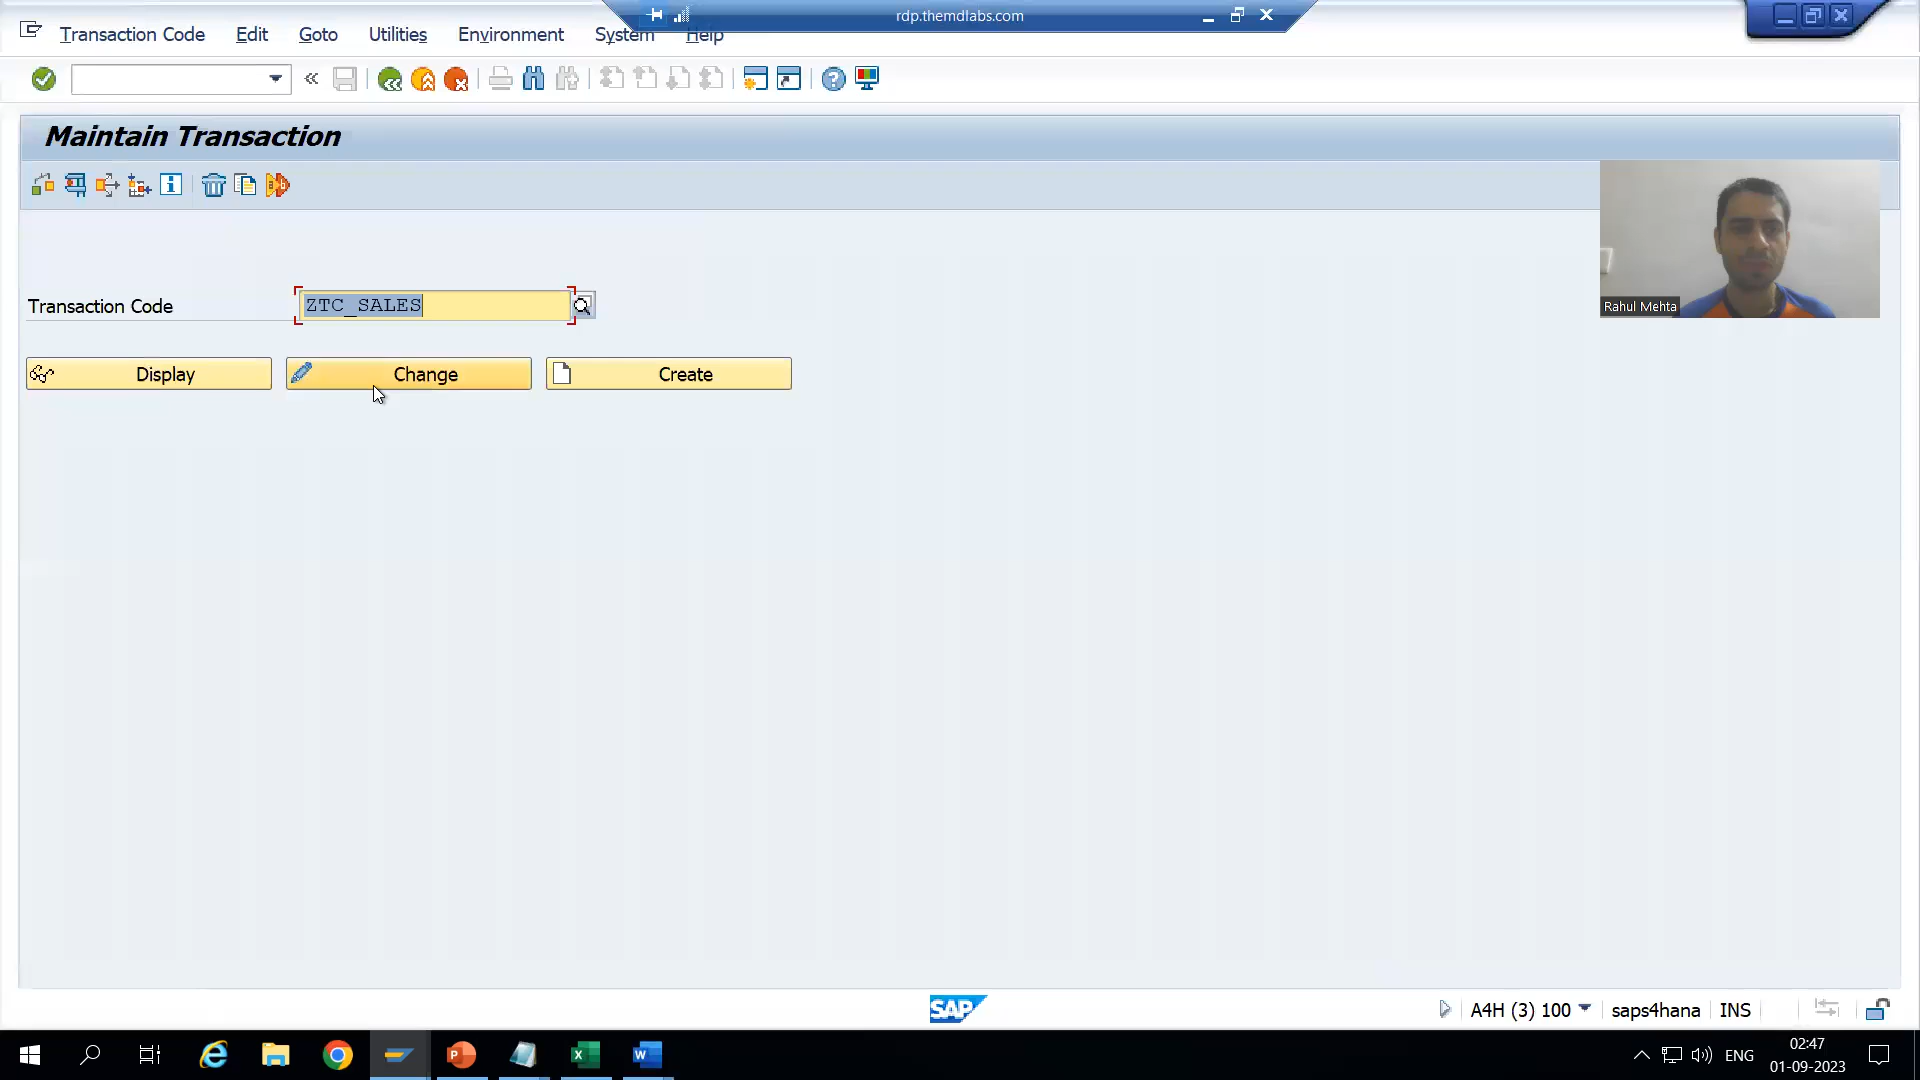 rdp.themdlabs.com
Transaction Code Edit Goto Utilities Environment System Help
Maintain Transaction
Transaction Code ZTC_SALES
Display Change Create
Rahul Mehta
SAP A4H (3) 100 saps4hana INS
ENG 02:47
01-09-2023